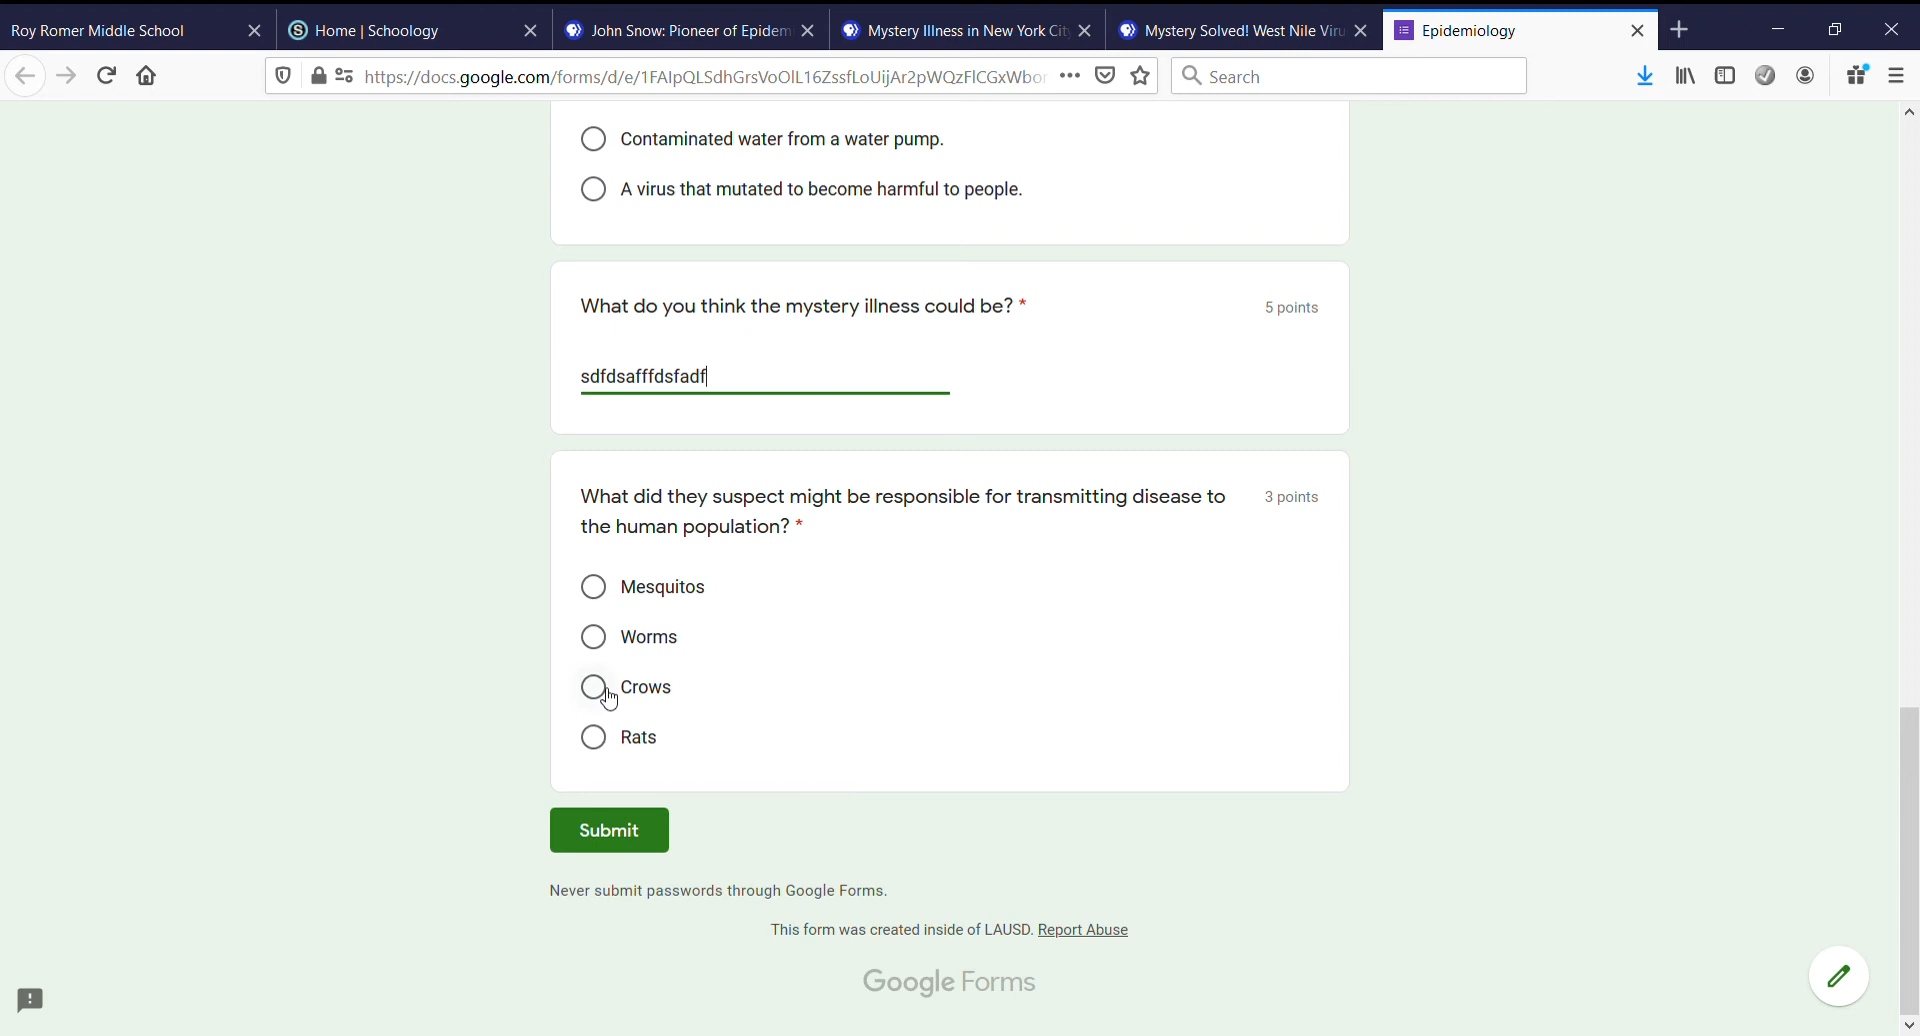 Roy Romer Middle School
Home | Schoology
John Snow: Pioneer of Epidem
Mystery Illness in New York Cit
Mystery Solved! West Nile Viru
Epidemiology
https://docs.google.com/forms/d/e/1FAIpQLSdhGrsVoOlL16ZssfLoUijAr2pWQzFlCGxWbor
Search
Contaminated water from a water pump.
A virus that mutated to become harmful to people.
What do you think the mystery illness could be? *
5 points
sdfdsafffdsfadf
What did they suspect might be responsible for transmitting disease to
3 points
the human population? *
Mesquitos
Worms
Crows
Rats
Submit
Never submit passwords through Google Forms.
This form was created inside of LAUSD. Report Abuse
Google Forms